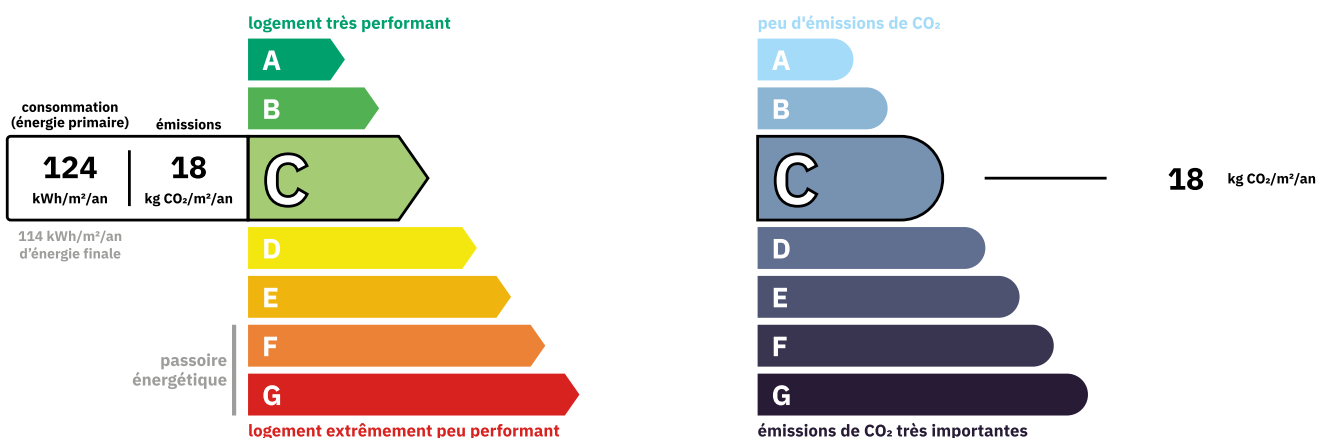 logement très performant
A
B
consommation
(énergie primaire)
émissions
124
kWh/m²/an
18
kg CO₂/m²/an
C
114 kWh/m²/an
d'énergie finale
D
E
passoire
énergétique
F
G
logement extrêmement peu performant
peu d'émissions de CO₂
A
B
C
18 kg CO₂/m²/an
D
E
F
G
émissions de CO₂ très importantes